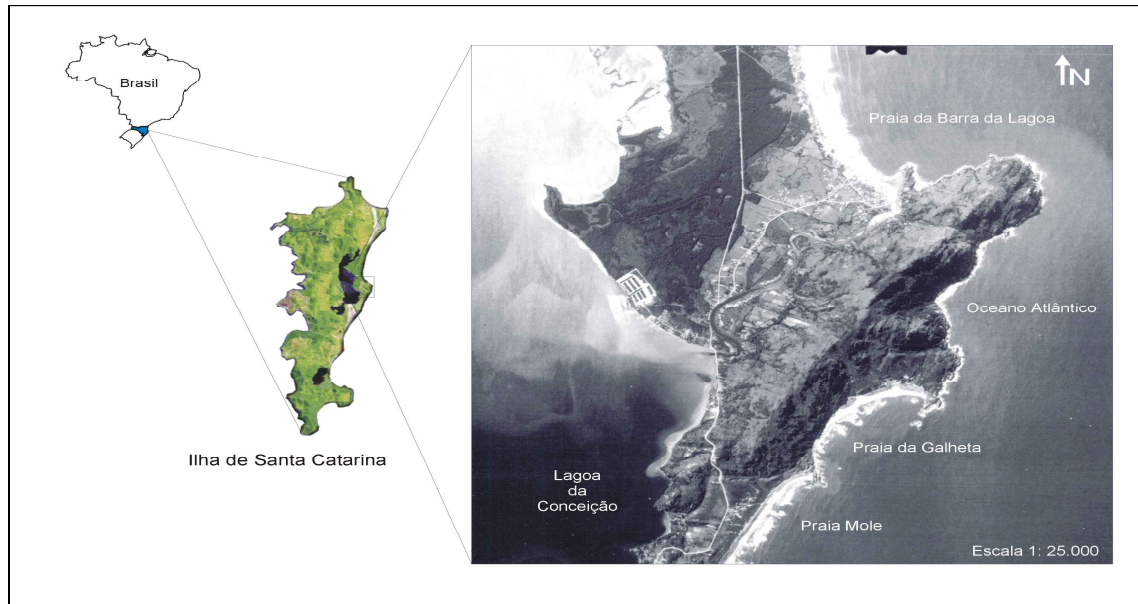 Brasil
Ilha de Santa Catarina
N
Praia da Barra da Lagoa
Oceano Atlântico
Praia da Galheta
Praia Mole
Lagoa
da
Conceição
Escala 1: 25.000